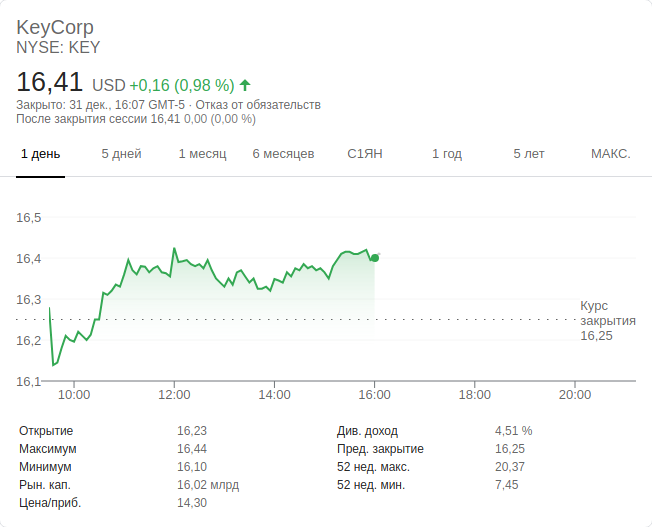 KeyCorp
NYSE: KEY
16,41 USD +0,16 (0,98 %)
Закрыто: 31 дек., 16:07 GMT-5 · Отказ от обязательств
После закрытия сессии 16,41 0,00 (0,00 %)
1 день 5 дней 1 месяц 6 месяцев С1ЯН 1 год 5 лет МАКС.
16,5
16,4
16,3
Курс
закрытия
16,25
16,2
16,1
10:00 12:00 14:00 16:00 18:00 20:00
Открытие 16,23 Див. доход 4,51 %
Максимум 16,44 Пред. закрытие 16,25
Минимум 16,10 52 нед. макс. 20,37
Рын. кап. 16,02 млрд 52 нед. мин. 7,45
Цена/приб. 14,30